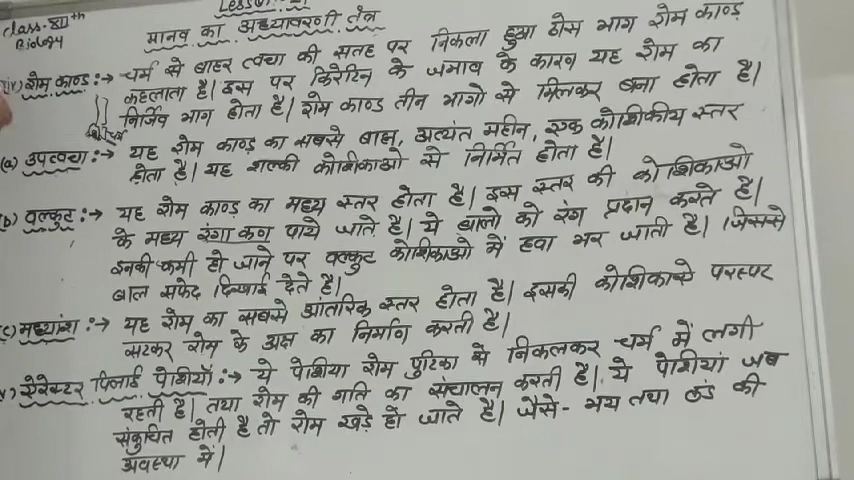 Class-XIIth
Biology
मानव का अध्यावरणी तंत्र
iv) रोम काण्ड :→ चर्म से बाहर त्वचा की सतह पर निकला हुआ ठोस भाग रोम काण्ड
कहलाता है। इस पर किरेटिन के जमाव के कारण यह रोम का
निर्जिव भाग होता है। रोम काण्ड तीन भागो से मिलकर बना होता है।
(a) उपत्वचा :→ यह रोम काण्ड का सबसे बाह्य, अत्यंत महीन, एक कोशिकीय स्तर
होता है। यह शल्की कोशिकाओ से निर्मित होता है।
(b) वल्कुट :→ यह रोम काण्ड का मध्य स्तर होता है। इस स्तर की कोशिकाओ
के मध्य रंगा कण पाये जाते है। ये बालो को रंग प्रदान करते है।
इनकी कमी हो जाने पर वल्कुट कोशिकाओ में हवा भर जाती है। जिससे
बाल सफेद दिखाई देते है।
(c) मध्यांश :→ यह रोम का सबसे आंतरिक स्तर होता है। इसकी कोशिकाऐ परस्पर
सटकर रोम के अक्ष का निर्माण करती है।
v) ऐरेक्टर पिलाई पेशियाँ :→ ये पेशिया रोम पुटिका से निकलकर चर्म में लगी
रहती है। तथा रोम की गति का संचालन करती है। ये पेशियां जब
संकुचित होती है तो रोम खड़े हो जाते है। जैसे - भय तथा ठंड की
अवस्था में।